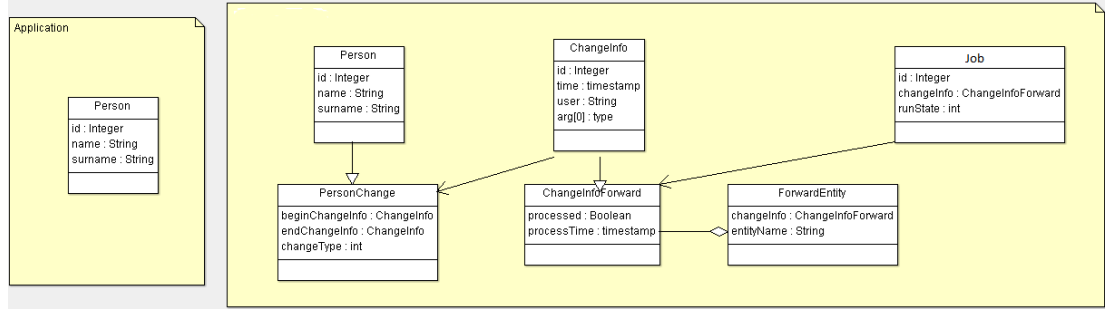 Application
Person
id : Integer
name : String
surname : String
Person
id : Integer
name : String
surname : String
ChangeInfo
id : Integer
time : timestamp
user : String
arg[0] : type
Job
id : Integer
changeInfo : ChangeInfoForward
runState : int
PersonChange
beginChangeInfo : ChangeInfo
endChangeInfo : ChangeInfo
changeType : int
ChangeInfoForward
processed : Boolean
processTime : timestamp
ForwardEntity
changeInfo : ChangeInfoForward
entityName : String